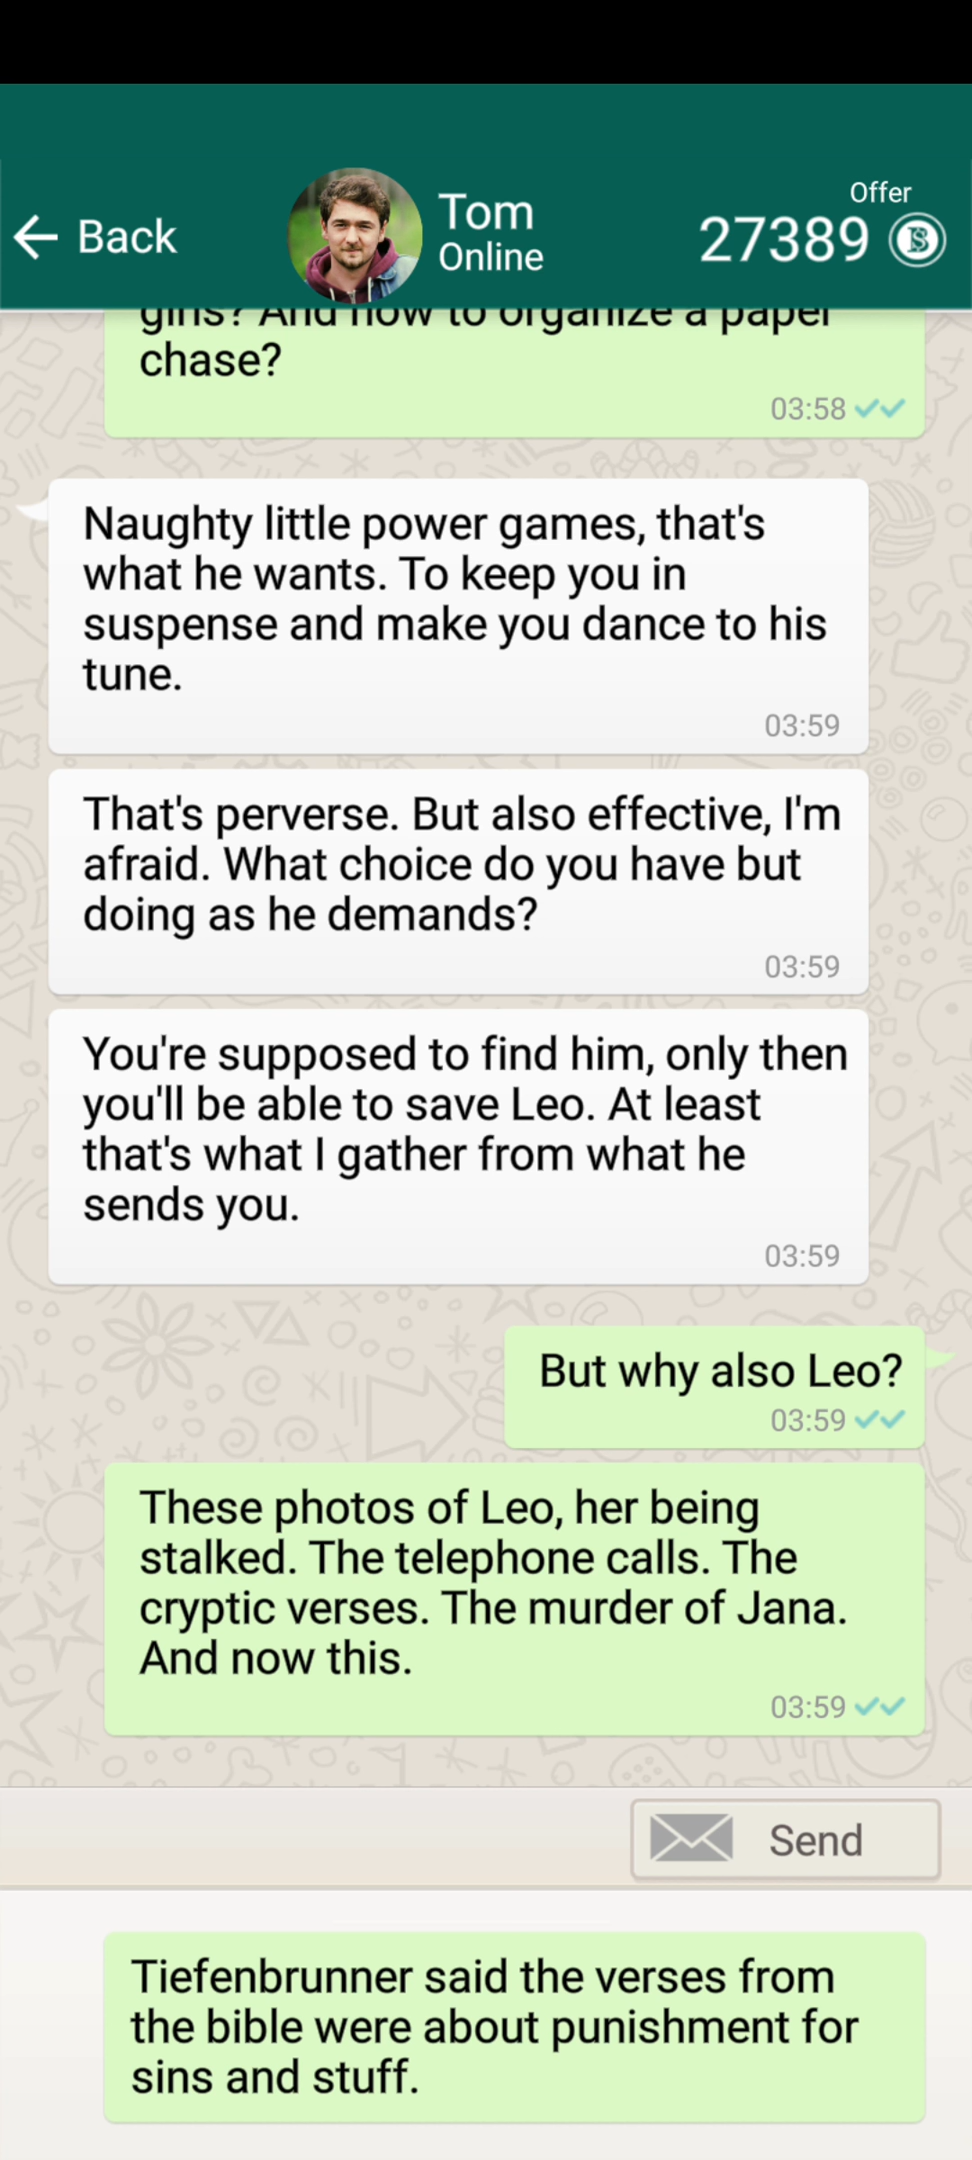 Offer
Back
Tom
27389
Online
girls? And how to organize a paper
chase?
03:58
Naughty little power games, that's
what he wants. To keep you in
suspense and make you dance to his
tune.
03:59
That's perverse. But also effective, I'm
afraid. What choice do you have but
doing as he demands?
03:59
You're supposed to find him, only then
you'll be able to save Leo. At least
that's what I gather from what he
sends you.
03:59
But why also Leo?
03:59
These photos of Leo, her being
stalked. The telephone calls. The
cryptic verses. The murder of Jana.
And now this.
03:59
Send
Tiefenbrunner said the verses from
the bible were about punishment for
sins and stuff.